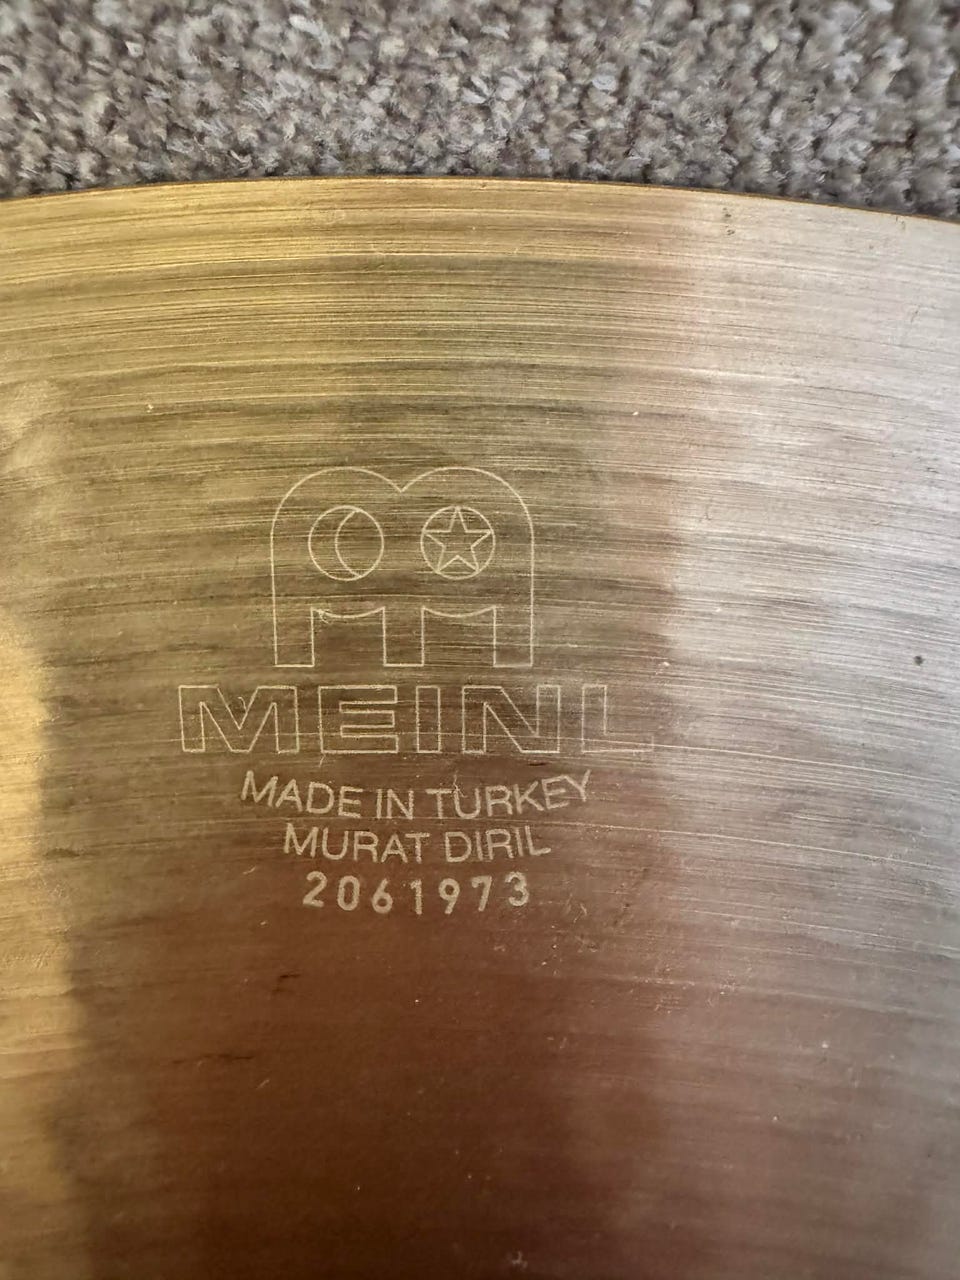 MEINL
MADE IN TURKEY
MURAT DIRIL
2061973